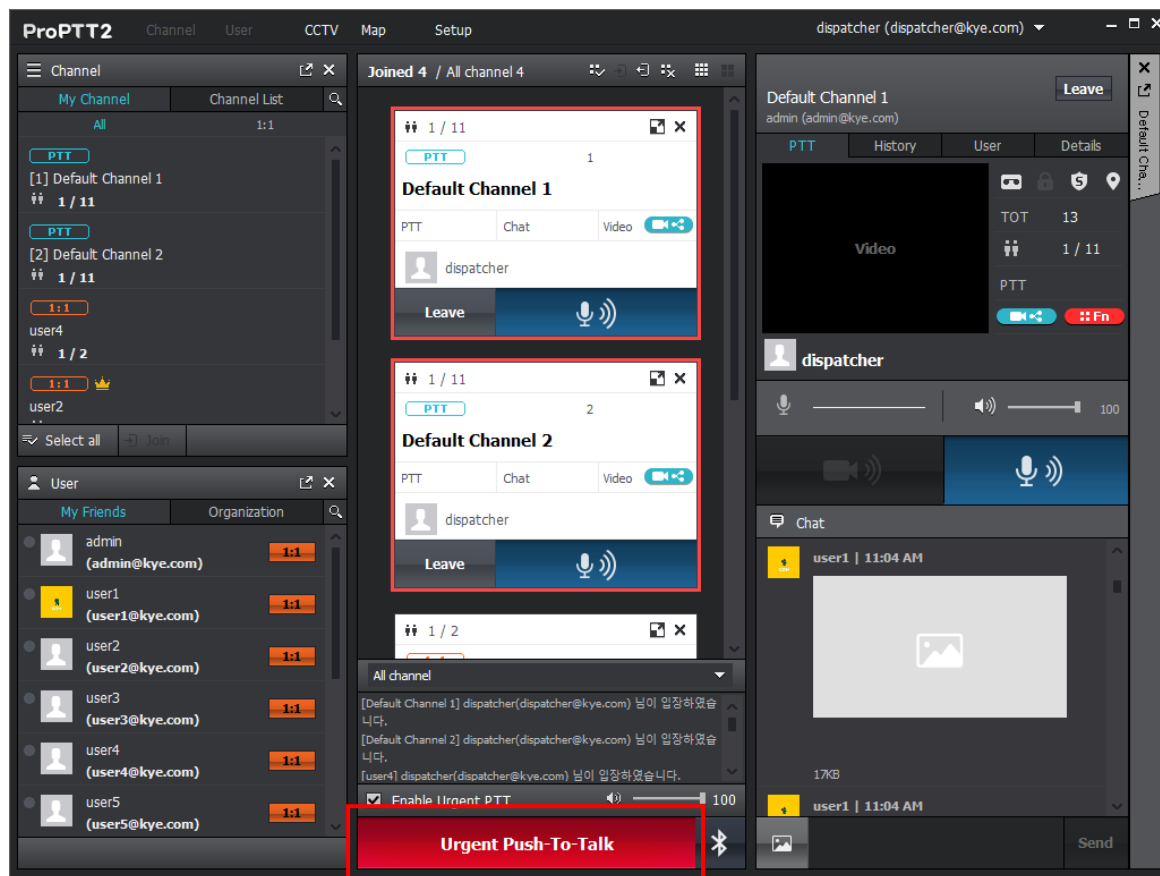 ProPTT2 Channel User CCTV Map Setup dispatcher (dispatcher@kye.com)
Channel
My Channel Channel List
All 1:1
PTT
[1] Default Channel 1
1 / 11
PTT
[2] Default Channel 2
1 / 11
1:1
user4
1 / 2
1:1
user2
Select all Join
User
My Friends Organization
admin
(admin@kye.com)
1:1
user1
(user1@kye.com)
1:1
user2
(user2@kye.com)
1:1
user3
(user3@kye.com)
1:1
user4
(user4@kye.com)
1:1
user5
(user5@kye.com)
1:1
Joined 4 / All channel 4
1 / 11
PTT 1
Default Channel 1
PTT Chat Video
dispatcher
Leave
1 / 11
PTT 2
Default Channel 2
PTT Chat Video
dispatcher
Leave
1 / 2
All channel
[Default Channel 1] dispatcher(dispatcher@kye.com) 님이 입장하였습
니다.
[Default Channel 2] dispatcher(dispatcher@kye.com) 님이 입장하였습
니다.
[user4] dispatcher(dispatcher@kye.com) 님이 입장하였습니다.
Enable Urgent PTT 100
Urgent Push-To-Talk
Default Channel 1 Leave
admin (admin@kye.com)
PTT History User Details
Video
S
TOT 13
1 / 11
PTT
Fn
dispatcher
100
Chat
user1 | 11:04 AM
17KB
user1 | 11:04 AM
Send
Default Cha...